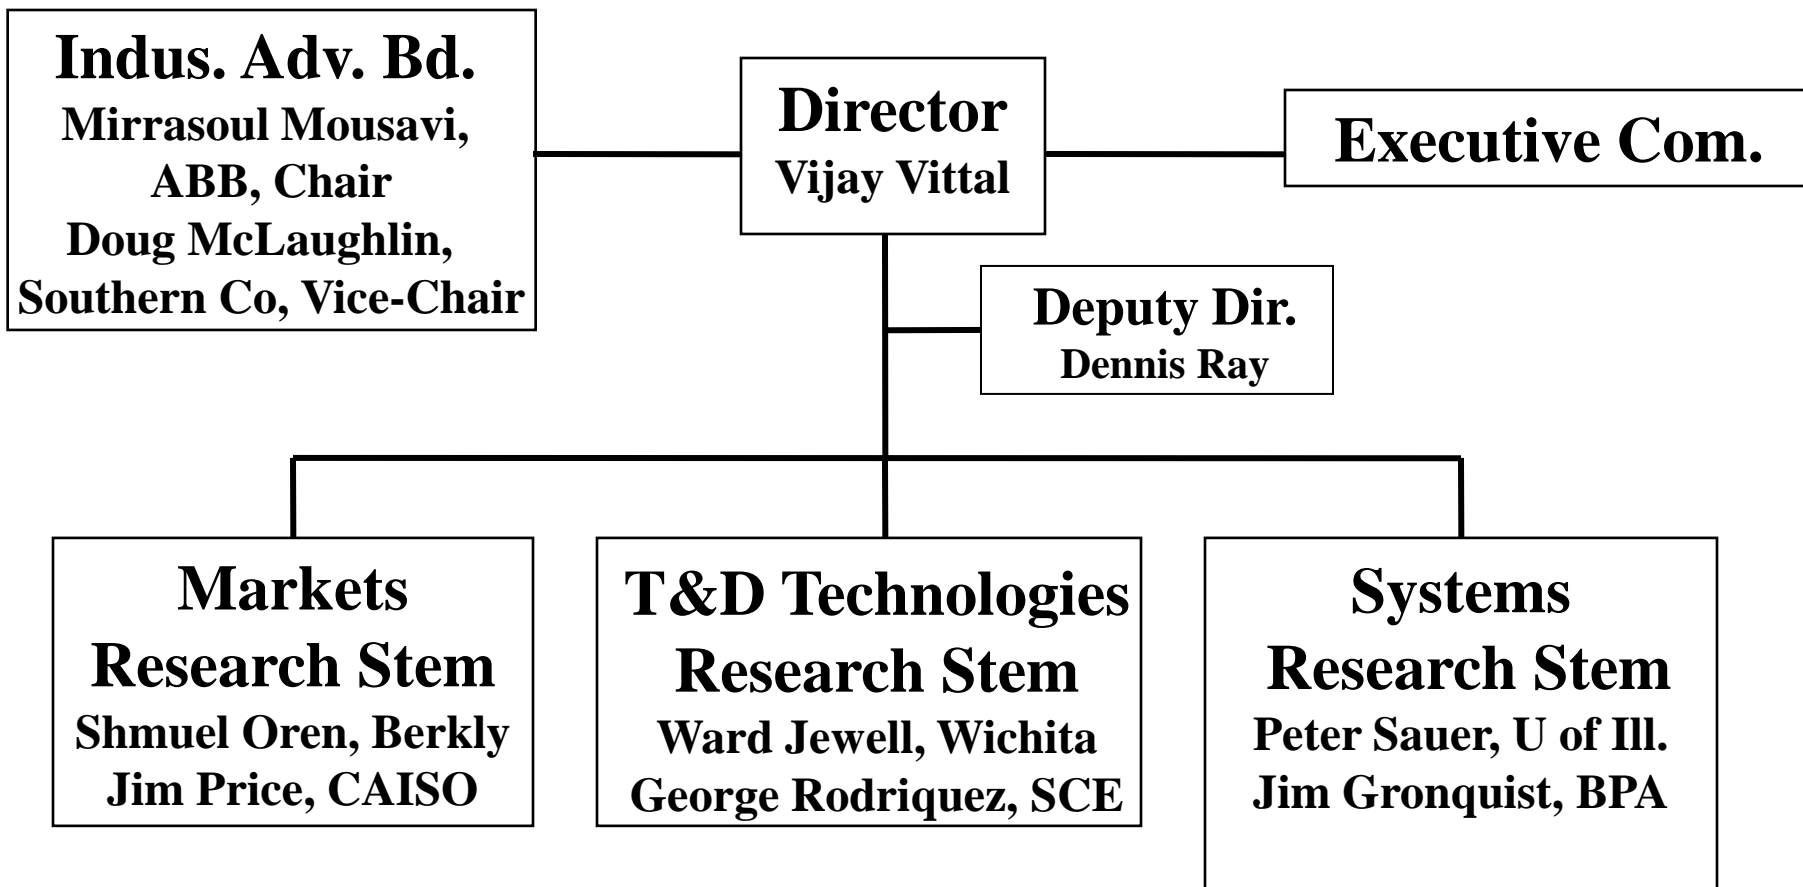 Indus. Adv. Bd.
Mirrasoul Mousavi,
ABB, Chair
Doug McLaughlin,
Southern Co, Vice-Chair
Director
Vijay Vittal
Executive Com.
Deputy Dir.
Dennis Ray
Markets
Research Stem
Shmuel Oren, Berkly
Jim Price, CAISO
T&D Technologies
Research Stem
Ward Jewell, Wichita
George Rodriquez, SCE
Systems
Research Stem
Peter Sauer, U of Ill.
Jim Gronquist, BPA